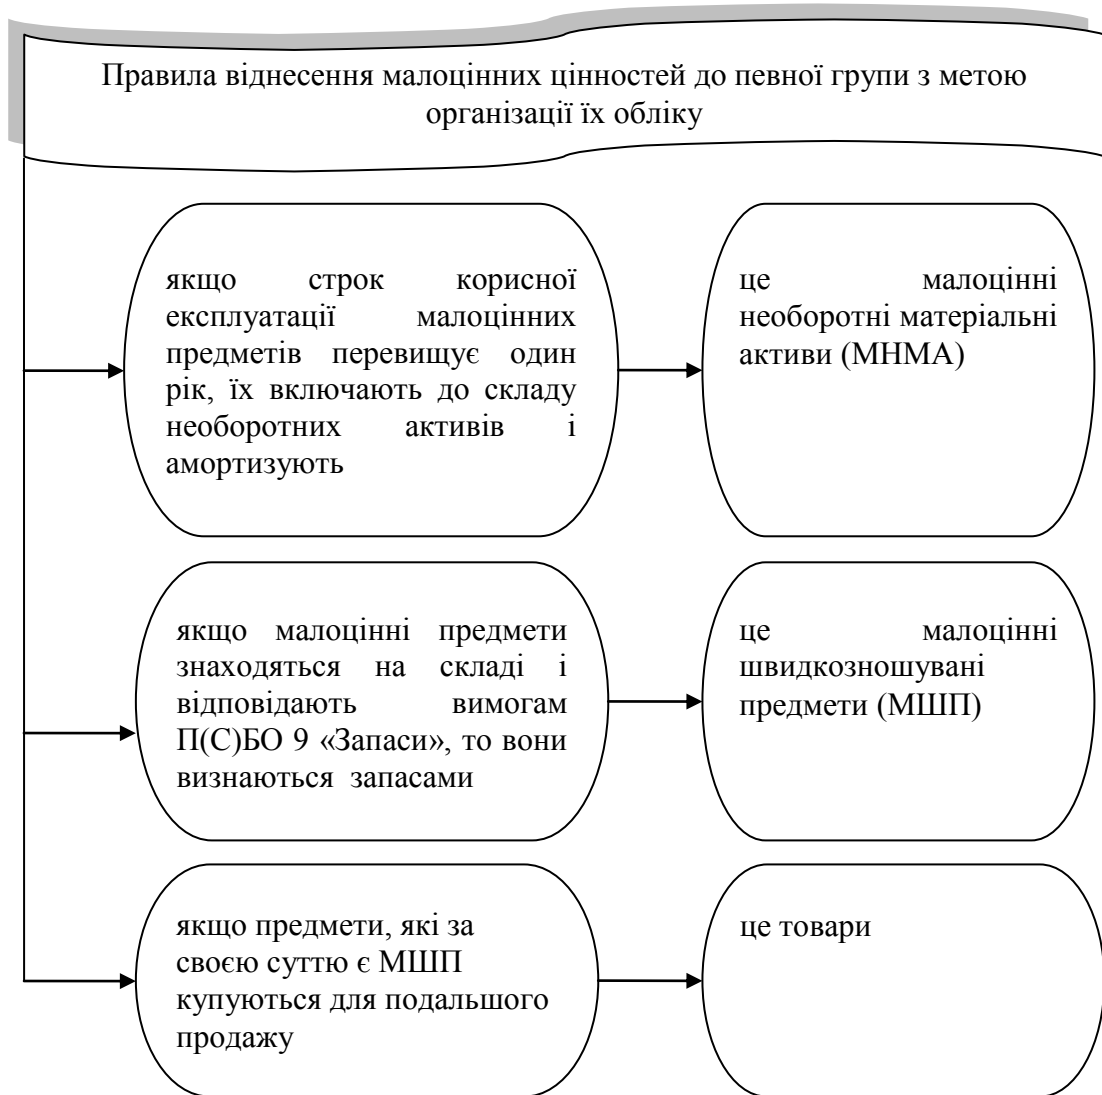 Правила віднесення малоцінних цінностей до певної групи з метою
організації їх обліку
якщо строк корисної
експлуатації малоцінних
предметів перевищує один
рік, їх включають до складу
необоротних активів і
амортизують
це малоцінні
необоротні матеріальні
активи (МНМА)
якщо малоцінні предмети
знаходяться на складі і
відповідають вимогам
П(С)БО 9 «Запаси», то вони
визнаються запасами
це малоцінні
швидкозношувані
предмети (МШП)
якщо предмети, які за
своєю суттю є МШП
купуються для подальшого
продажу
це товари